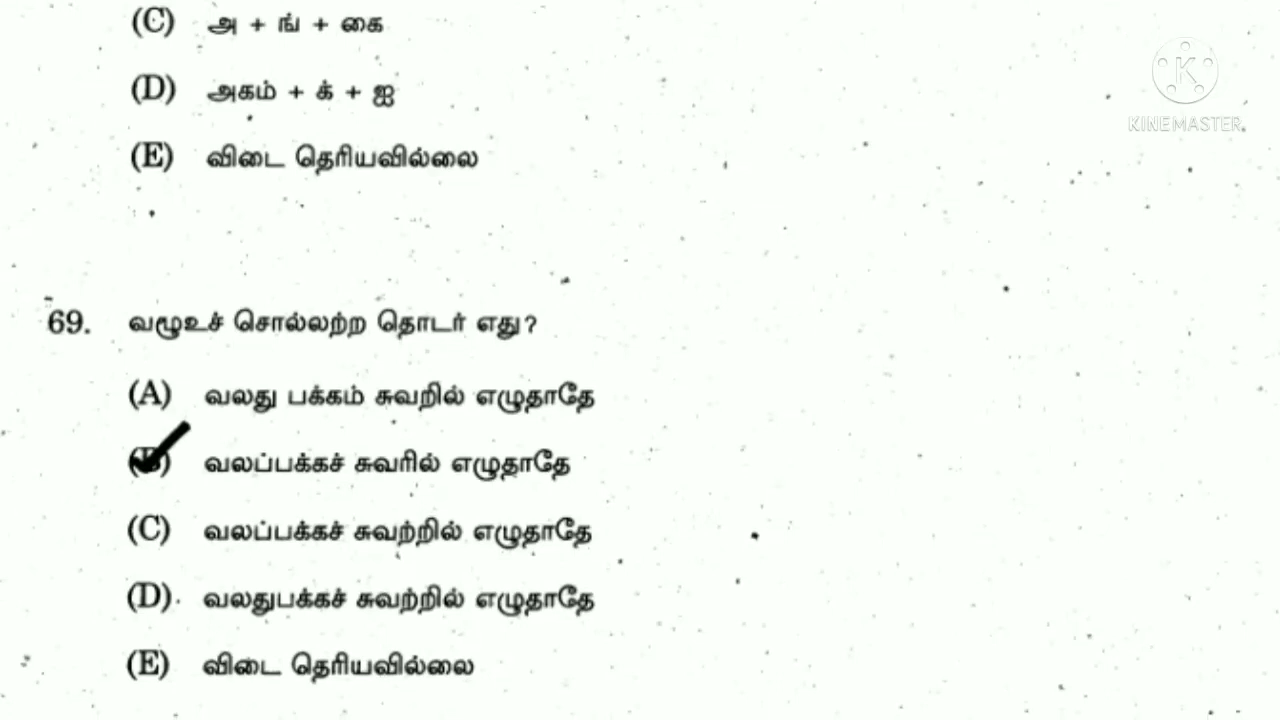 (C) அ + ங் + கை
(D) அகம் + க் + ஐ
(E) விடை தெரியவில்லை
69. வழூஉச் சொல்லற்ற தொடர் எது?
(A) வலது பக்கம் சுவறில் எழுதாதே
(B) வலப்பக்கச் சுவரில் எழுதாதே
(C) வலப்பக்கச் சுவற்றில் எழுதாதே
(D) வலதுபக்கச் சுவற்றில் எழுதாதே
(E) விடை தெரியவில்லை
K
KINEMASTER